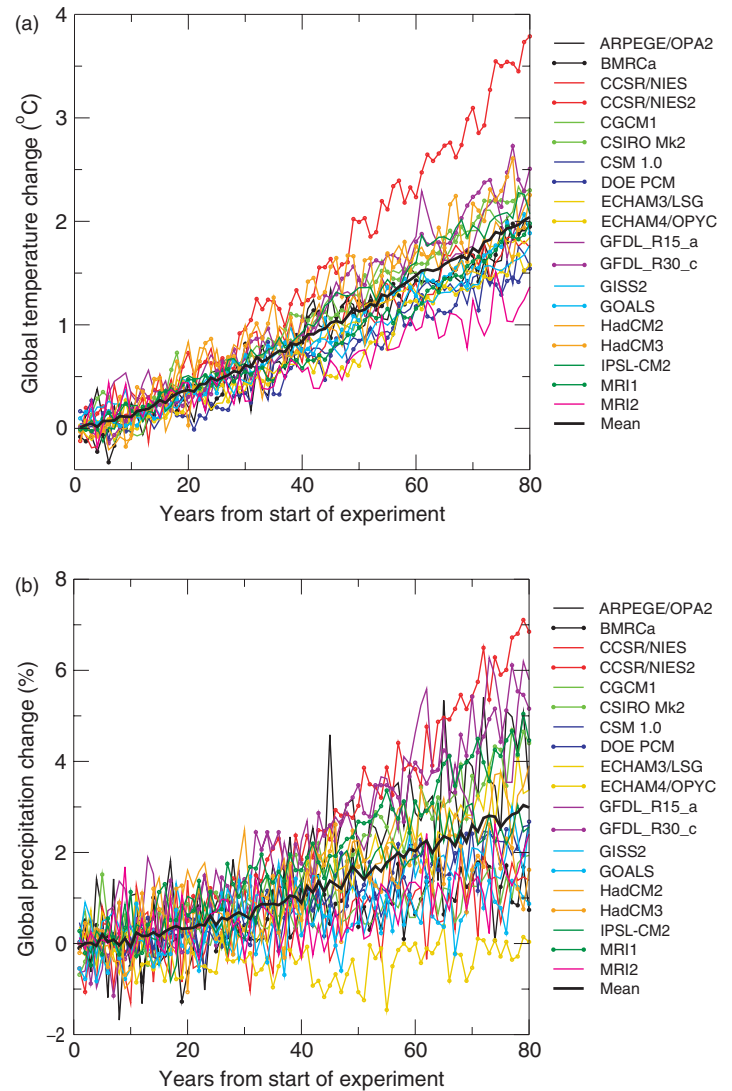 (a)
4
3
2
1
0
Global temperature change (°C)
0 20 40 60 80
Years from start of experiment
ARPEGE/OPA2
BMRCa
CCSR/NIES
CCSR/NIES2
CGCM1
CSIRO Mk2
CSM 1.0
DOE PCM
ECHAM3/LSG
ECHAM4/OPYC
GFDL_R15_a
GFDL_R30_c
GISS2
GOALS
HadCM2
HadCM3
IPSL-CM2
MRI1
MRI2
Mean
(b)
8
6
4
2
0
−2
Global precipitation change (%)
0 20 40 60 80
Years from start of experiment
ARPEGE/OPA2
BMRCa
CCSR/NIES
CCSR/NIES2
CGCM1
CSIRO Mk2
CSM 1.0
DOE PCM
ECHAM3/LSG
ECHAM4/OPYC
GFDL_R15_a
GFDL_R30_c
GISS2
GOALS
HadCM2
HadCM3
IPSL-CM2
MRI1
MRI2
Mean